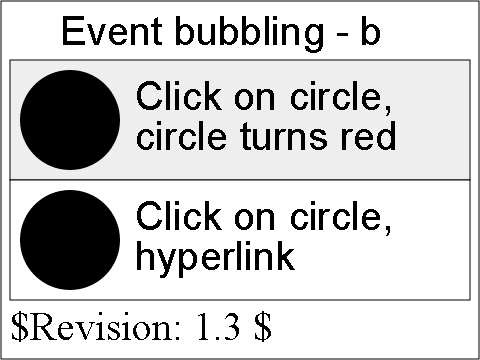 Event bubbling - b
Click on circle,
circle turns red
Click on circle,
hyperlink
$Revision: 1.3 $